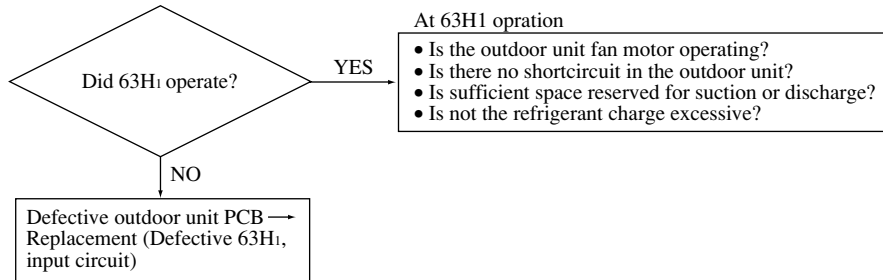 At 63H1 opration
Did 63H1 operate?
YES
• Is the outdoor unit fan motor operating?
• Is there no shortcircuit in the outdoor unit?
• Is sufficient space reserved for suction or discharge?
• Is not the refrigerant charge excessive?
NO
Defective outdoor unit PCB →
Replacement (Defective 63H1,
input circuit)